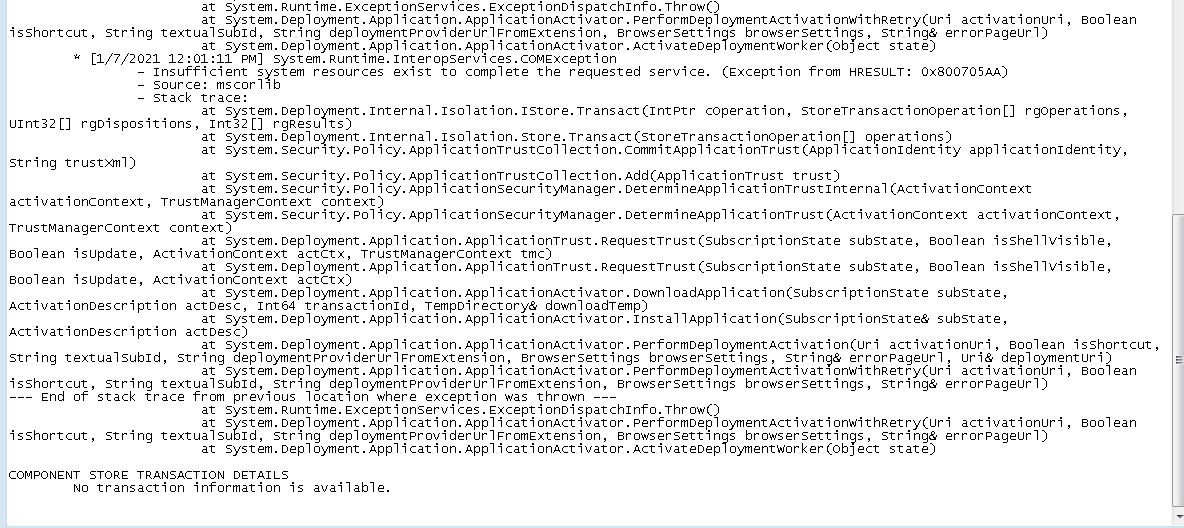 at System.Runtime.ExceptionServices.ExceptionDispatchInfo.Throw()
at System.Deployment.Application.ApplicationActivator.PerformDeploymentActivationWithRetry(Uri activationUri, Boolean
isShortcut, String textualSubId, String deploymentProviderUrlFromExtension, BrowserSettings browserSettings, String& errorPageUrl)
at System.Deployment.Application.ApplicationActivator.ActivateDeploymentWorker(Object state)
* [1/7/2021 12:01:11 PM] System.Runtime.InteropServices.COMException
- Insufficient system resources exist to complete the requested service. (Exception from HRESULT: 0x800705AA)
- Source: mscorlib
- Stack trace:
at System.Deployment.Internal.Isolation.IStore.Transact(IntPtr cOperation, StoreTransactionOperation[] rgOperations,
UInt32[] rgDispositions, Int32[] rgResults)
at System.Deployment.Internal.Isolation.Store.Transact(StoreTransactionOperation[] operations)
at System.Security.Policy.ApplicationTrustCollection.CommitApplicationTrust(ApplicationIdentity applicationIdentity,
String trustXml)
at System.Security.Policy.ApplicationTrustCollection.Add(ApplicationTrust trust)
at System.Security.Policy.ApplicationSecurityManager.DetermineApplicationTrustInternal(ActivationContext
activationContext, TrustManagerContext context)
at System.Security.Policy.ApplicationSecurityManager.DetermineApplicationTrust(ActivationContext activationContext,
TrustManagerContext context)
at System.Deployment.Application.ApplicationTrust.RequestTrust(SubscriptionState subState, Boolean isShellVisible,
Boolean isUpdate, ActivationContext actCtx, TrustManagerContext tmc)
at System.Deployment.Application.ApplicationTrust.RequestTrust(SubscriptionState subState, Boolean isShellVisible,
Boolean isUpdate, ActivationContext actCtx)
at System.Deployment.Application.ApplicationActivator.DownloadApplication(SubscriptionState subState,
ActivationDescription actDesc, Int64 transactionId, TempDirectory& downloadTemp)
at System.Deployment.Application.ApplicationActivator.InstallApplication(SubscriptionState& subState,
ActivationDescription actDesc)
at System.Deployment.Application.ApplicationActivator.PerformDeploymentActivation(Uri activationUri, Boolean isShortcut,
String textualSubId, String deploymentProviderUrlFromExtension, BrowserSettings browserSettings, String& errorPageUrl, Uri& deploymentUri)
at System.Deployment.Application.ApplicationActivator.PerformDeploymentActivationWithRetry(Uri activationUri, Boolean
isShortcut, String textualSubId, String deploymentProviderUrlFromExtension, BrowserSettings browserSettings, String& errorPageUrl)
--- End of stack trace from previous location where exception was thrown ---
at System.Runtime.ExceptionServices.ExceptionDispatchInfo.Throw()
at System.Deployment.Application.ApplicationActivator.PerformDeploymentActivationWithRetry(Uri activationUri, Boolean
isShortcut, String textualSubId, String deploymentProviderUrlFromExtension, BrowserSettings browserSettings, String& errorPageUrl)
at System.Deployment.Application.ApplicationActivator.ActivateDeploymentWorker(Object state)
COMPONENT STORE TRANSACTION DETAILS
No transaction information is available.